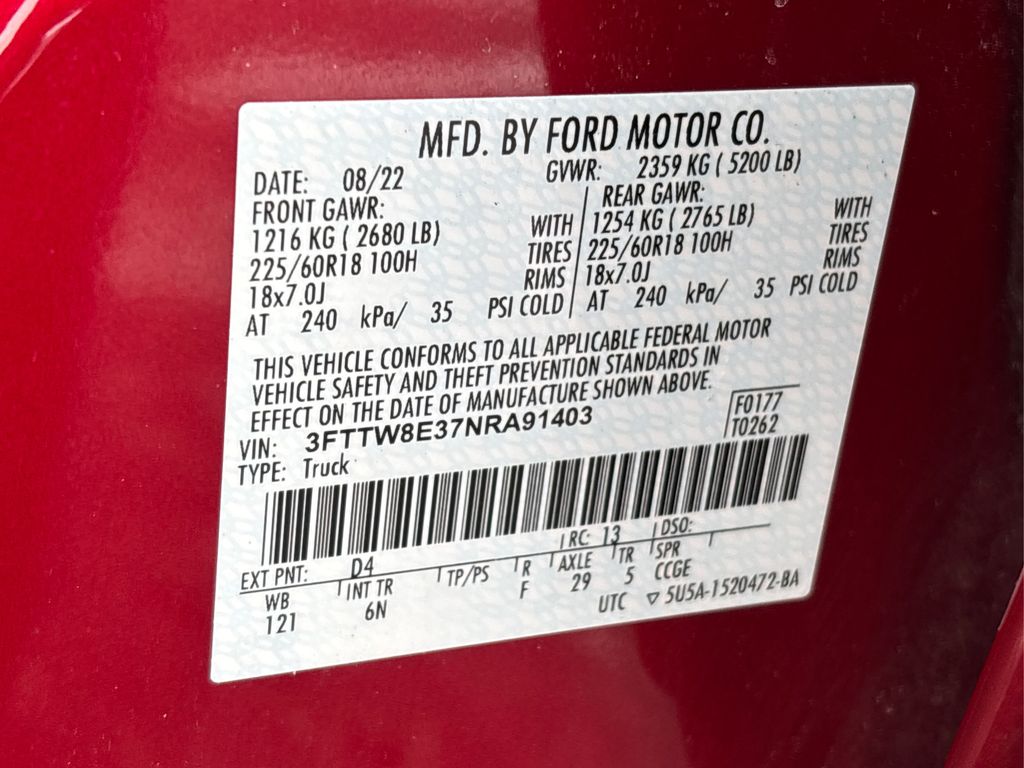 MFD. BY FORD MOTOR CO.
DATE: 08/22 GVWR: 2359 KG ( 5200 LB)
FRONT GAWR: REAR GAWR:
1216 KG ( 2680 LB) WITH 1254 KG ( 2765 LB) WITH
225/60R18 100H TIRES 225/60R18 100H TIRES
18x7.0J RIMS 18x7.0J RIMS
AT 240 kPa/ 35 PSI COLD AT 240 kPa/ 35 PSI COLD
THIS VEHICLE CONFORMS TO ALL APPLICABLE FEDERAL MOTOR
VEHICLE SAFETY AND THEFT PREVENTION STANDARDS IN
EFFECT ON THE DATE OF MANUFACTURE SHOWN ABOVE.
VIN: 3FTTW8E37NRA91403 F0177
TYPE: Truck T0262
EXT PNT: D4 RC: 13 DSO:
WB INT TR TP/PS R AXLE TR SPR
121 6N F 29 5 CCGE
UTC ▽ 5U5A-1520472-BA